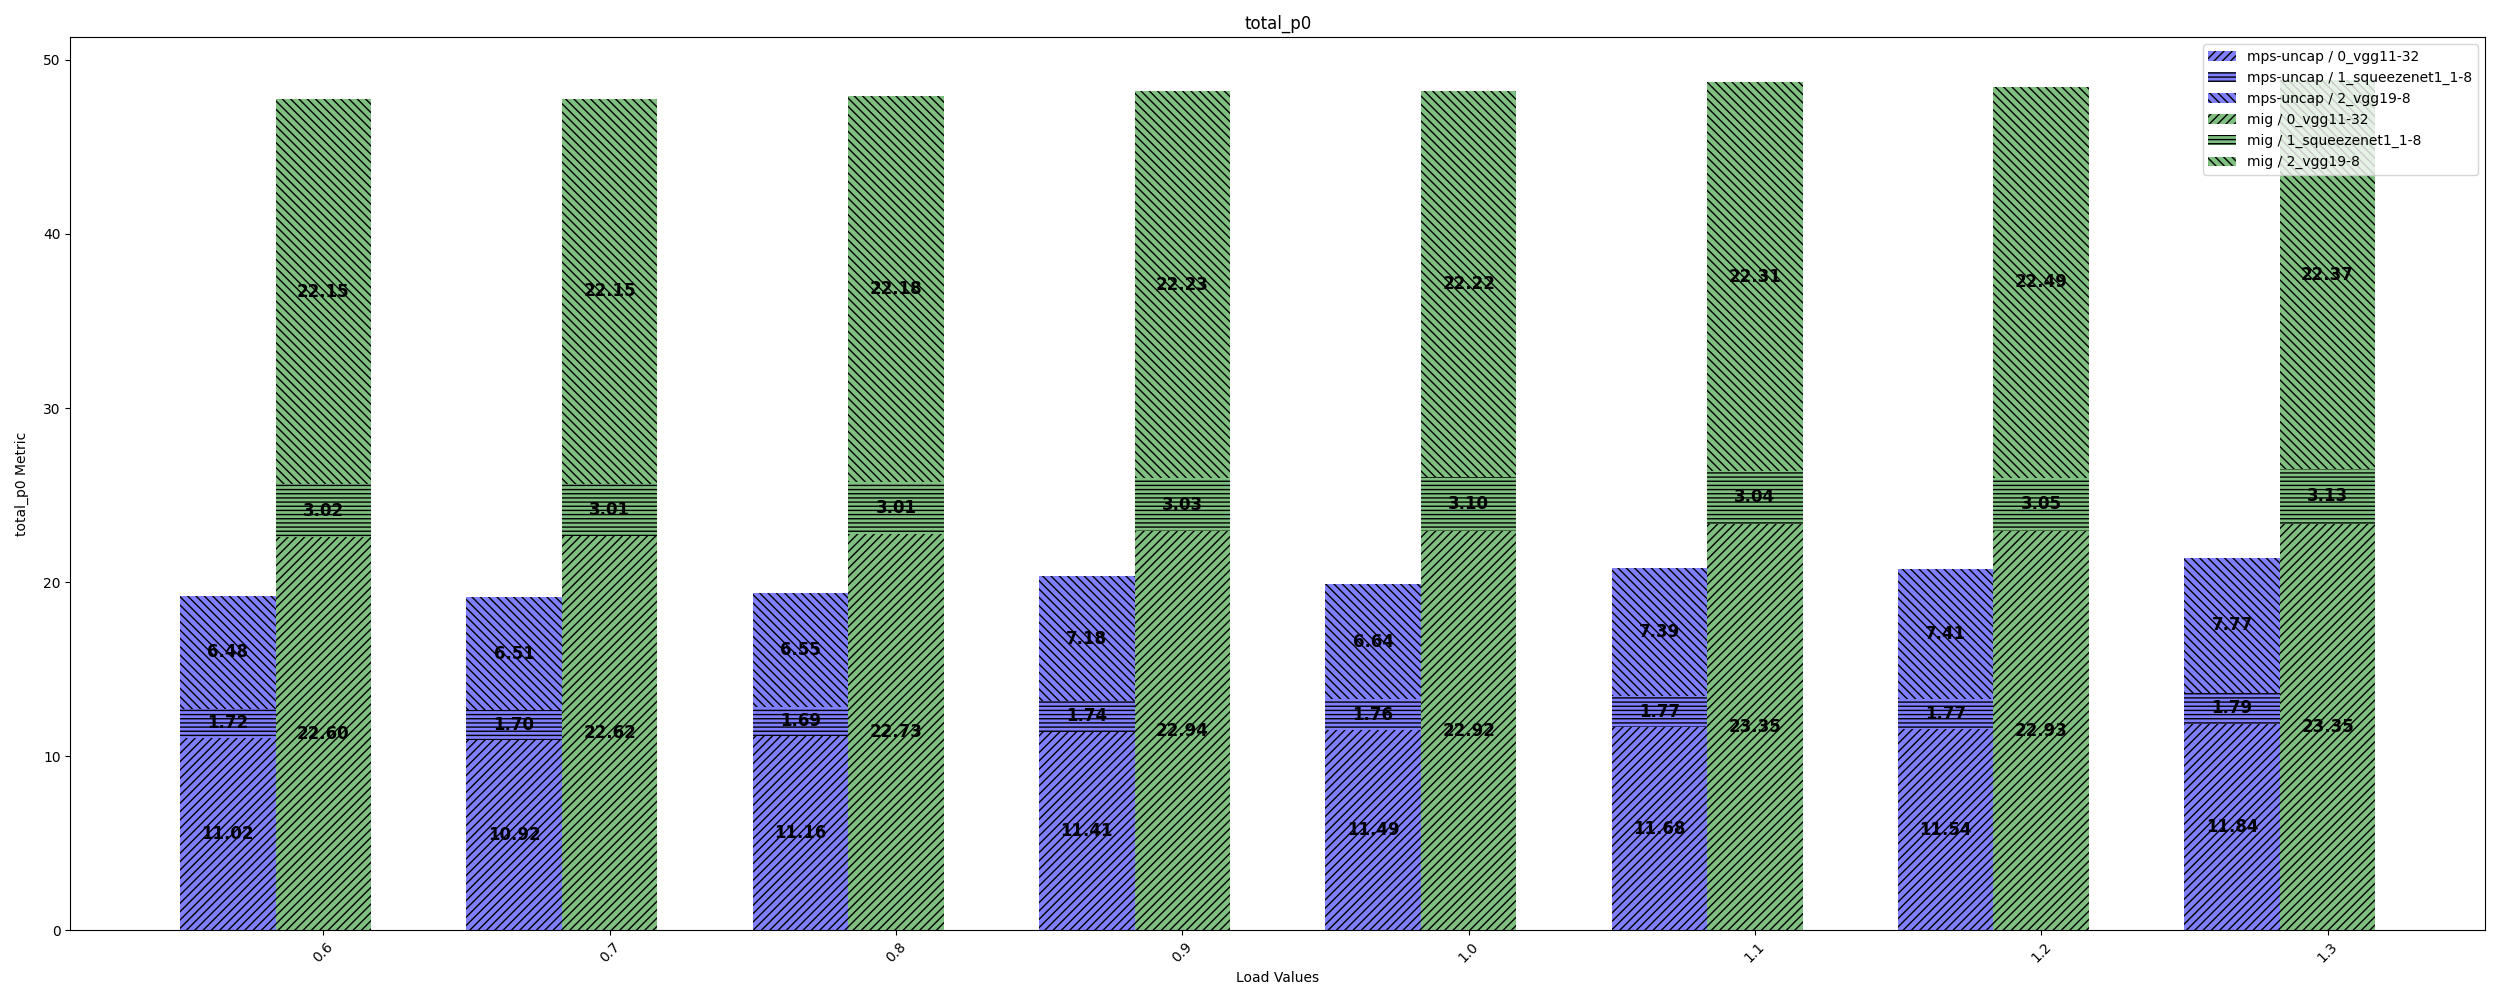 total_p0
mps-uncap / 0_vgg11-32
mps-uncap / 1_squeezenet1_1-8
mps-uncap / 2_vgg19-8
mig / 0_vgg11-32
mig / 1_squeezenet1_1-8
mig / 2_vgg19-8
total_p0 Metric
50
40
30
20
10
0
22.15 22.15 22.18 22.23 22.22 22.31 22.49 22.37
3.02 3.01 3.01 3.03 3.10 3.04 3.05 3.13
6.48 6.51 6.55 7.18 6.64 7.39 7.41 7.77
1.72 1.70 1.69 1.74 1.76 1.77 1.77 1.79
22.60 22.62 22.73 22.94 22.92 23.35 22.93 23.35
11.02 10.92 11.16 11.41 11.49 11.68 11.54 11.84
0.6 0.7 0.8 0.9 1.0 1.1 1.2 1.3
Load Values